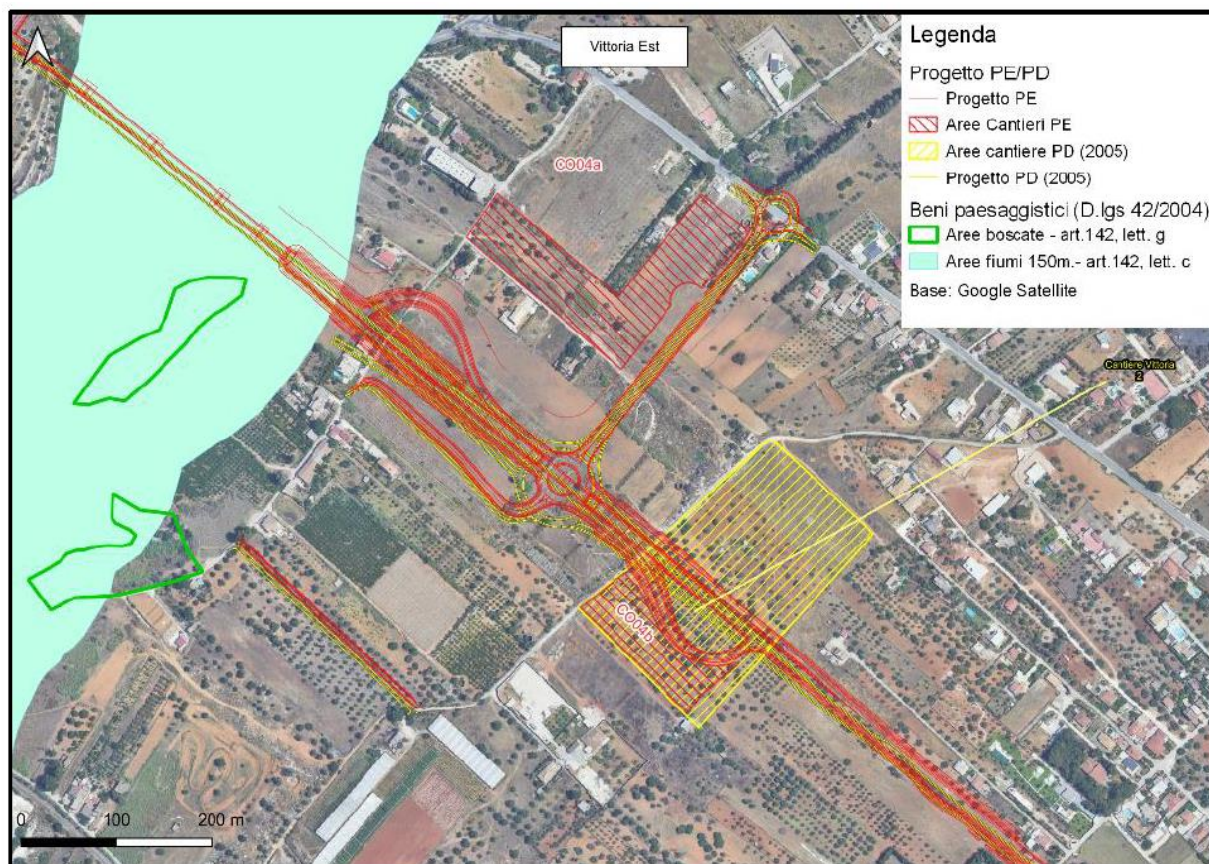 Vittoria Est
Legenda
Progetto PE/PD
Progetto PE
Aree Cantieri PE
Aree cantiere PD (2005)
Progetto PD (2005)
Beni paesaggistici (D.lgs 42/2004)
Aree boscate - art.142, lett. g
Aree fiumi 150m.- art.142, lett. c
Base: Google Satellite
CO04a
Cantiere Vittoria
2
CO04b
0 100 200 m